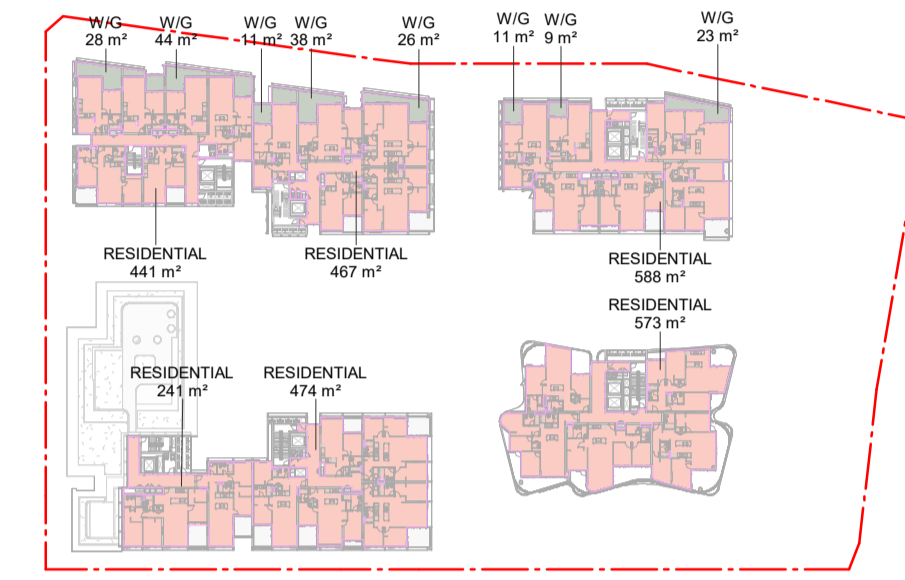 W/G
28 m²
W/G
44 m²
W/G
11 m²
W/G
38 m²
W/G
26 m²
W/G
11 m²
W/G
9 m²
W/G
23 m²
RESIDENTIAL
441 m²
RESIDENTIAL
467 m²
RESIDENTIAL
588 m²
RESIDENTIAL
573 m²
RESIDENTIAL
241 m²
RESIDENTIAL
474 m²